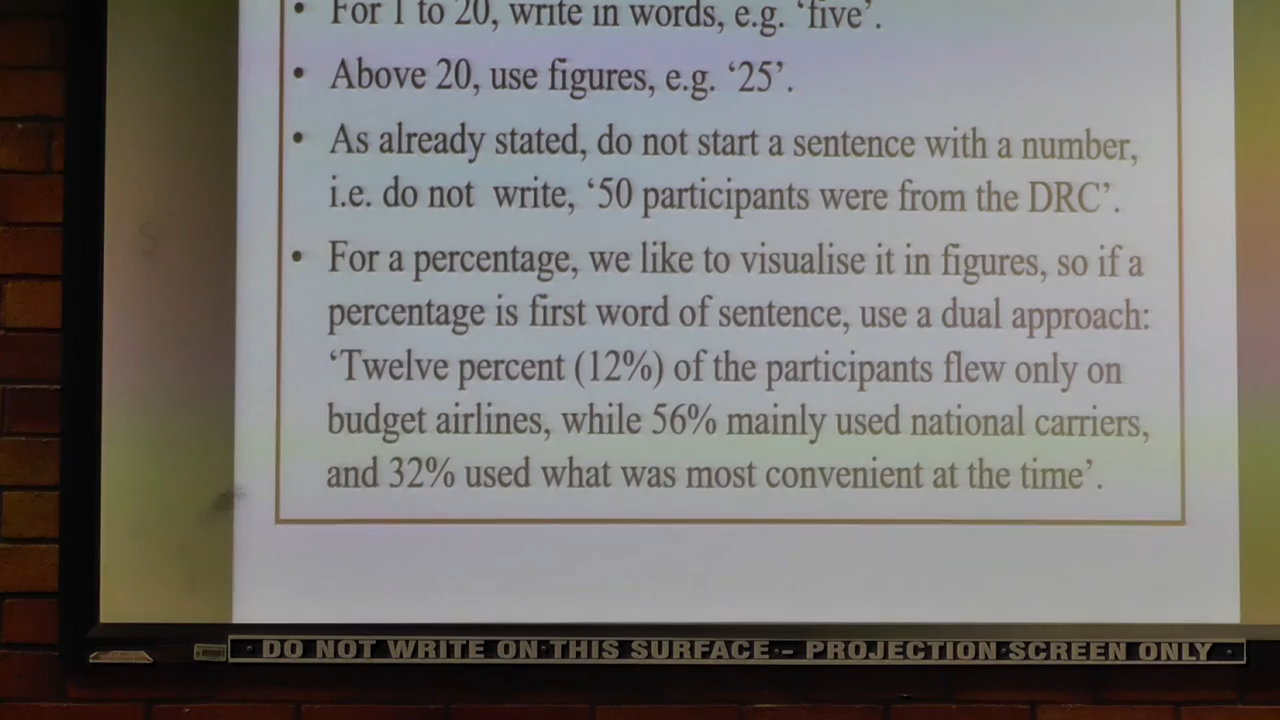 • For 1 to 20, write in words, e.g. ‘five’.
• Above 20, use figures, e.g. ‘25’.
• As already stated, do not start a sentence with a number,
i.e. do not write, ‘50 participants were from the DRC’.
• For a percentage, we like to visualise it in figures, so if a
percentage is first word of sentence, use a dual approach:
‘Twelve percent (12%) of the participants flew only on
budget airlines, while 56% mainly used national carriers,
and 32% used what was most convenient at the time’.
· DO NOT WRITE ON THIS SURFACE – PROJECTION SCREEN ONLY ·